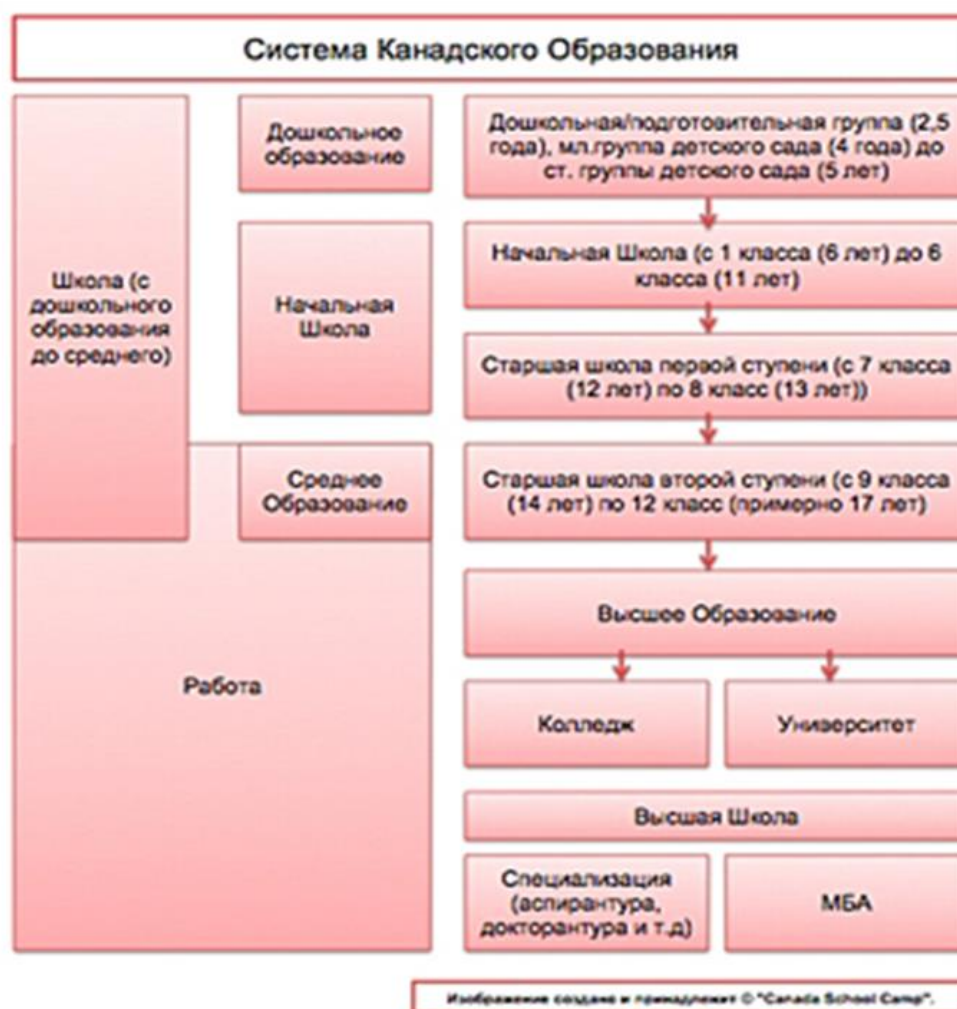 Система Канадского Образования
Школа (с
дошкольного
образования
до среднего)
Дошкольное
образование
Начальная
Школа
Среднее
Образование
Работа
Дошкольная/подготовительная группа (2,5
года), мл.группа детского сада (4 года) до
ст. группы детского сада (5 лет)
Начальная Школа (с 1 класса (6 лет) до 6
класса (11 лет)
Старшая школа первой ступени (с 7 класса
(12 лет) по 8 класс (13 лет))
Старшая школа второй ступени (с 9 класса
(14 лет) по 12 класс (примерно 17 лет)
Высшее Образование
Колледж
Университет
Высшая Школа
Специализация
(аспирантура,
докторантура и т.д)
МБА
Изображение создано и принадлежит © "Canada School Camp".